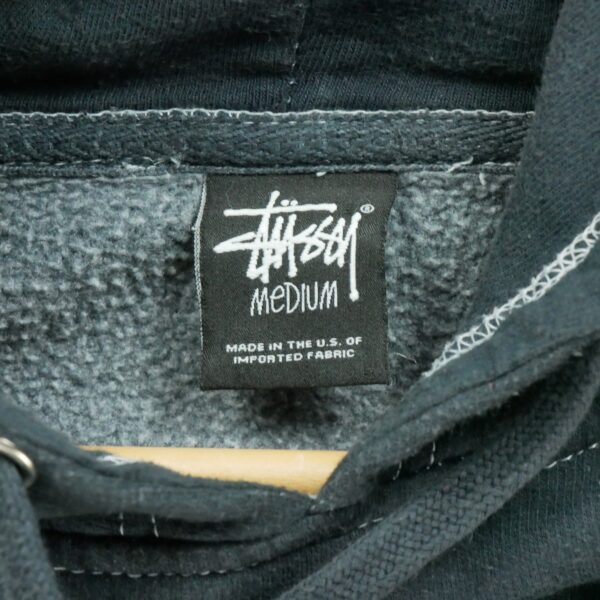 Stüssy®
MEDIUM
MADE IN THE U.S. OF
IMPORTED FABRIC